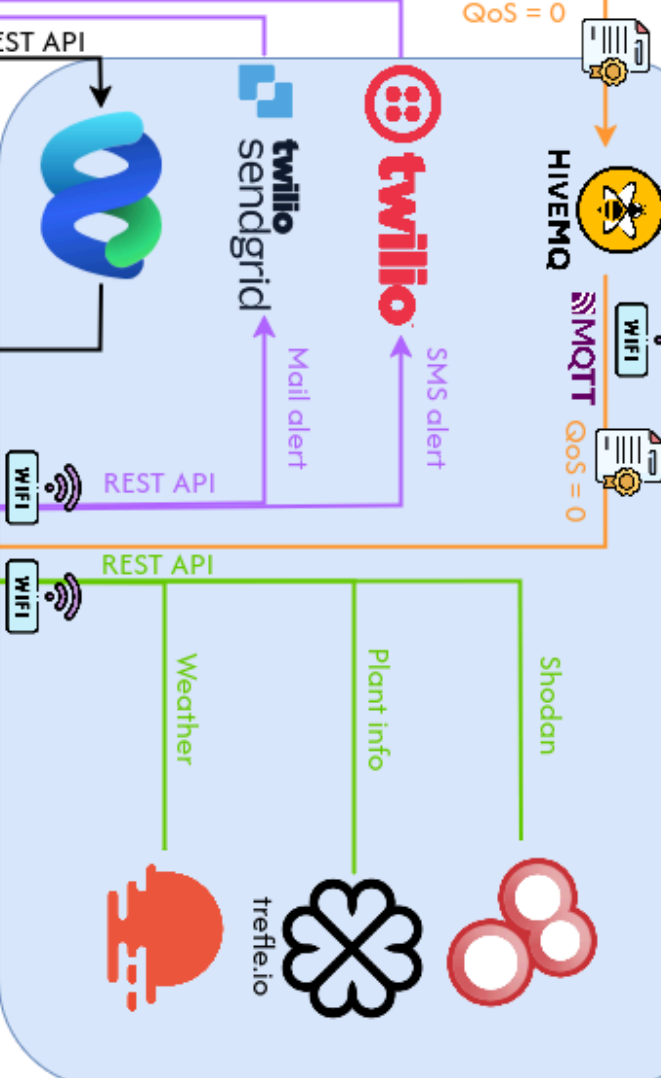 QoS = 0
EST API
twilio
sendgrid
twilio
HIVEMQ
MQTT
WIFI
Mail alert
SMS alert
QoS = 0
REST API
WIFI
REST API
WIFI
Weather
Plant info
Shodan
trefle.io